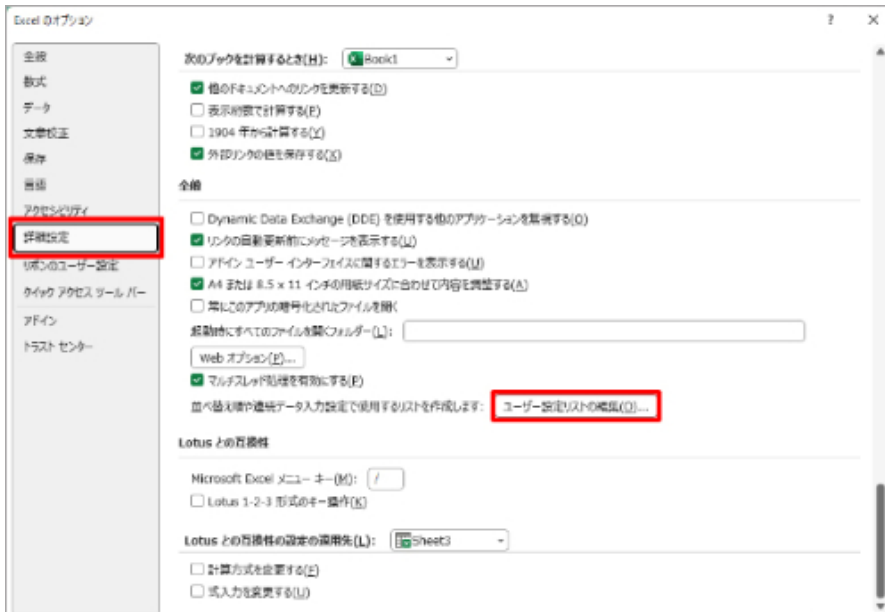 Excel のオプション
?
×
全般
数式
データ
文章校正
保存
言語
アクセシビリティ
詳細設定
リボンのユーザー設定
クイック アクセス ツール バー
アドイン
トラスト センター
次のブックを計算するとき(H): Book1
他のドキュメントへのリンクを更新する(D)
表示桁数で計算する(P)
1904 年から計算する(Y)
外部リンクの値を保存する(X)
全般
Dynamic Data Exchange (DDE) を使用する他のアプリケーションを無視する(O)
リンクの自動更新前にメッセージを表示する(U)
アドイン ユーザー インターフェイスに関するエラーを表示する(U)
A4 または 8.5 x 11 インチの用紙サイズに合わせて内容を調整する(A)
常にこのアプリの暗号化されたファイルを開く
起動時にすべてのファイルを開くフォルダー(L):
Web オプション(P)...
マルチスレッド処理を有効にする(P)
並べ替え順や連続データ入力設定で使用するリストを作成します: ユーザー設定リストの編集(O)...
Lotus との互換性
Microsoft Excel メニュー キー(M): /
Lotus 1-2-3 形式のキー操作(K)
Lotus との互換性の設定の適用先(L): Sheet3
計算方式を変更する(F)
式入力を変更する(U)